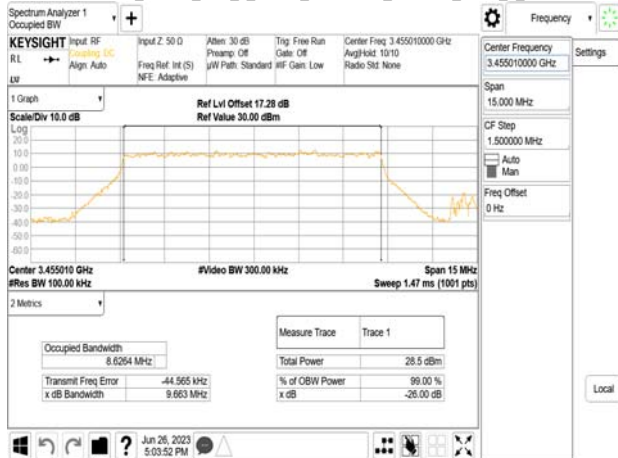 Spectrum Analyzer 1
Occupied BW
Frequency
KEYSIGHT
Input: RF
Coupling: DC
Align: Auto
RL
LVI
Input Z: 50 Ω
Freq Ref: Int (S)
NFE: Adaptive
Atten: 30 dB
Preamp: Off
µW Path: Standard
Trig: Free Run
Gate: Off
#IF Gain: Low
Center Freq: 3.455010000 GHz
Avg|Hold: 10/10
Radio Std: None
Center Frequency
3.455010000 GHz
Settings
Span
15.000 MHz
CF Step
1.500000 MHz
Auto
Man
Freq Offset
0 Hz
1 Graph
Scale/Div 10.0 dB
Ref Lvl Offset 17.28 dB
Ref Value 30.00 dBm
Log
20.0
10.0
0.00
-10.0
-20.0
-30.0
-40.0
-50.0
-60.0
Center 3.455010 GHz
#Res BW 100.00 kHz
#Video BW 300.00 kHz
Span 15 MHz
Sweep 1.47 ms (1001 pts)
2 Metrics
Measure Trace Trace 1
Occupied Bandwidth
8.6264 MHz
Total Power 28.5 dBm
Transmit Freq Error -44.565 kHz
% of OBW Power 99.00 %
x dB Bandwidth 9.663 MHz
x dB -26.00 dB
Local
Jun 26, 2023
5:03:52 PM